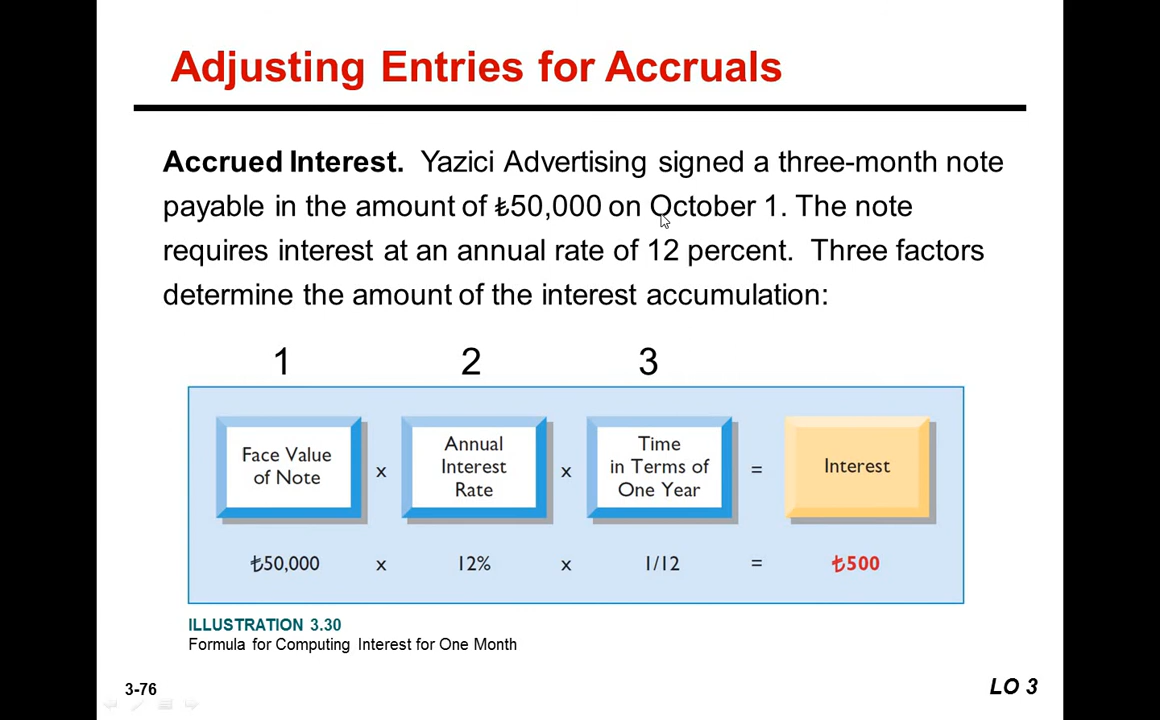 Adjusting Entries for Accruals
Accrued Interest. Yazici Advertising signed a three-month note
payable in the amount of ₺50,000 on October 1. The note
requires interest at an annual rate of 12 percent. Three factors
determine the amount of the interest accumulation:
1 2 3
Face Value of Note x Annual Interest Rate x Time in Terms of One Year = Interest
₺50,000 x 12% x 1/12 = ₺500
ILLUSTRATION 3.30
Formula for Computing Interest for One Month
3-76
LO 3